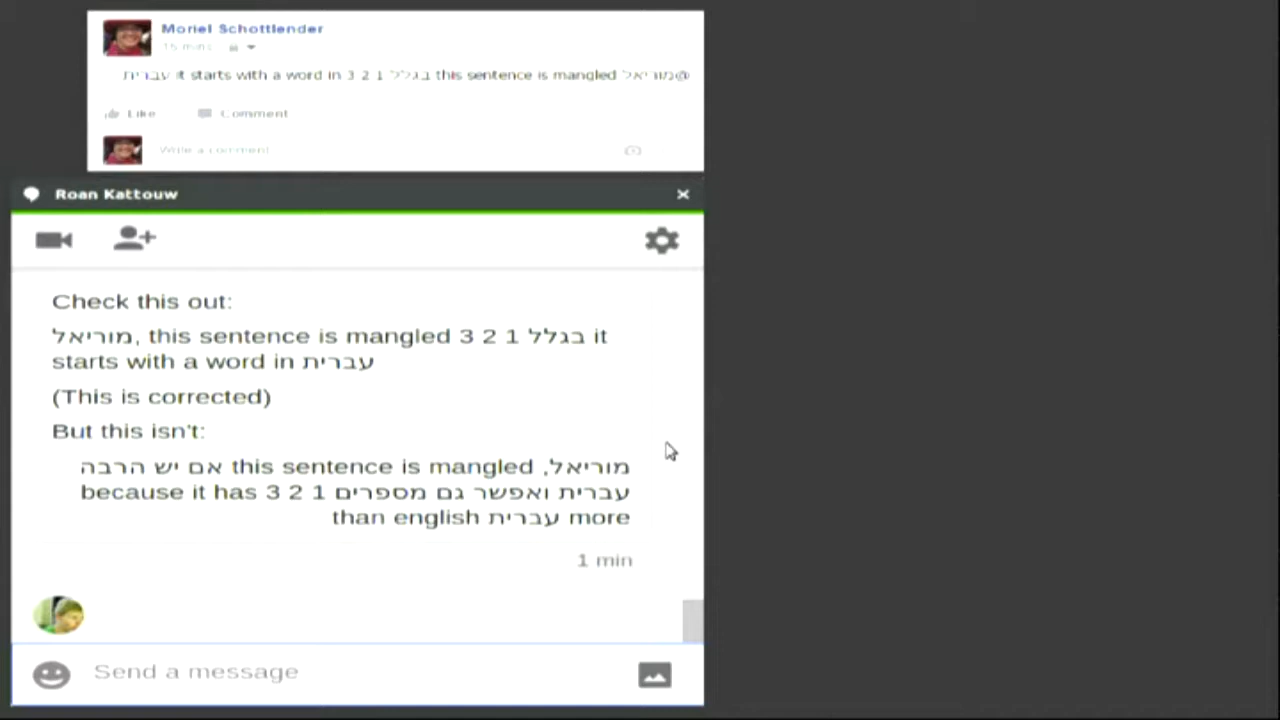 Moriel Schottlender
15 mins
@מוריאל this sentence is mangled בגלל 1 2 3 it starts with a word in עברית
Like Comment
Write a comment
Roan Kattouw
Check this out:
מוריאל, this sentence is mangled בגלל 1 2 3 it
starts with a word in עברית
(This is corrected)
But this isn't:
מוריאל, this sentence is mangled אם יש הרבה
עברית ואפשר גם מספרים 1 2 3 because it has
more עברית than english
1 min
Send a message